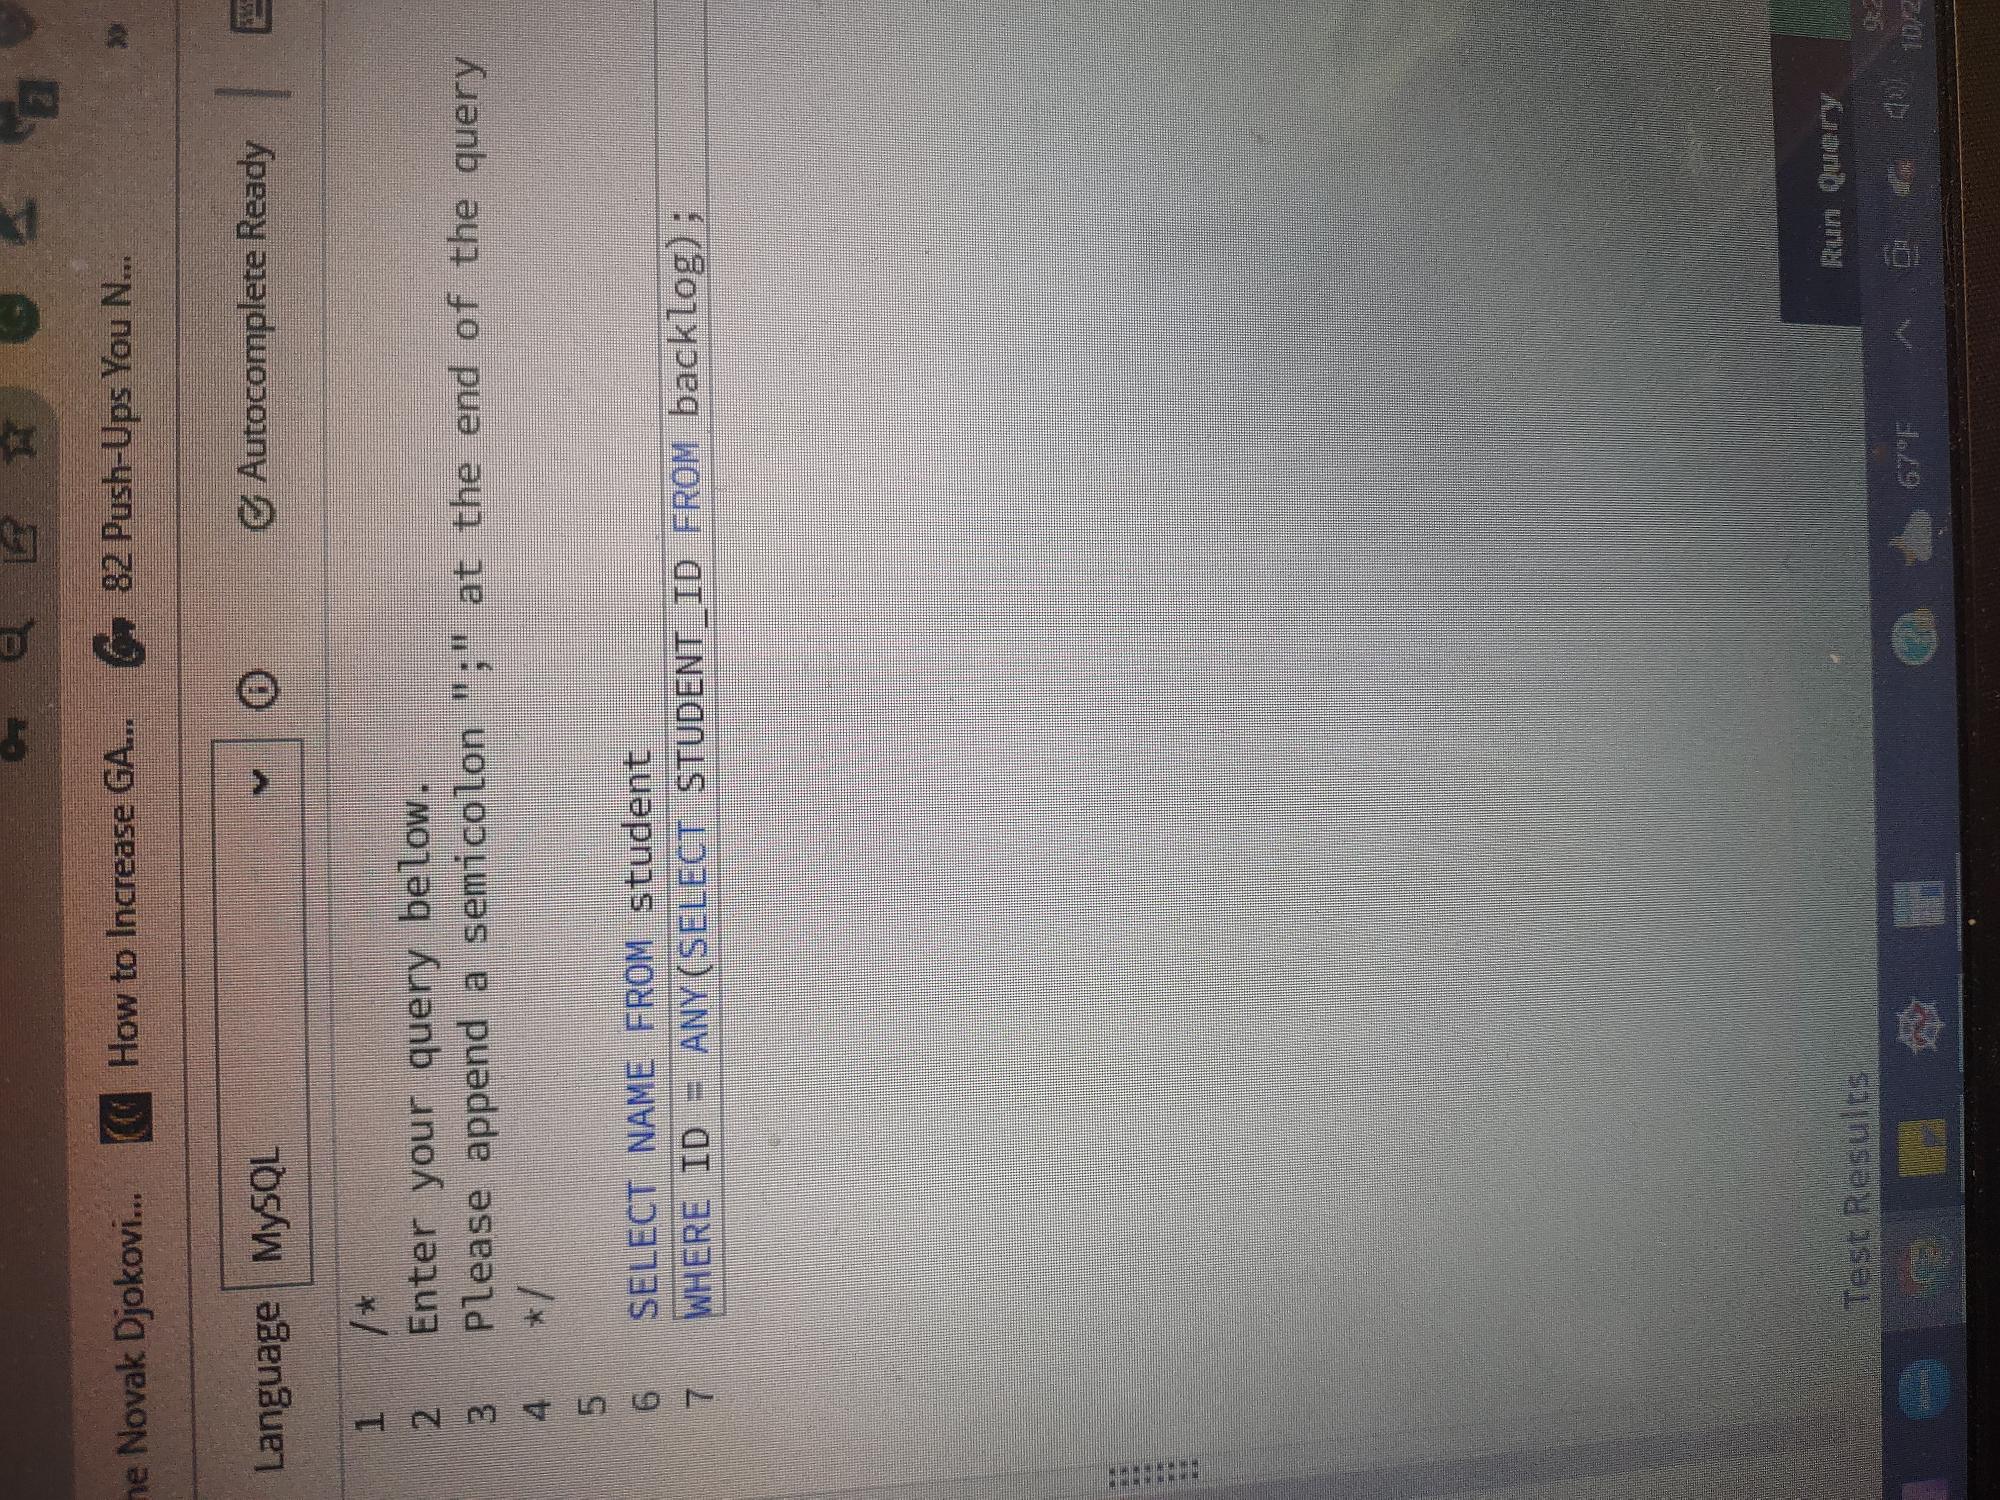 he Novak Djokovi... How to Increase GA... 82 Push-Ups You N... »
2
Language MySQL Autocomplete Ready
1 /*
2 Enter your query below.
3 Please append a semicolon ";" at the end of the query
4 */
5
6 SELECT NAME FROM student
7 WHERE ID = ANY(SELECT STUDENT_ID FROM backlog);
Run Query
Test Results
67°F